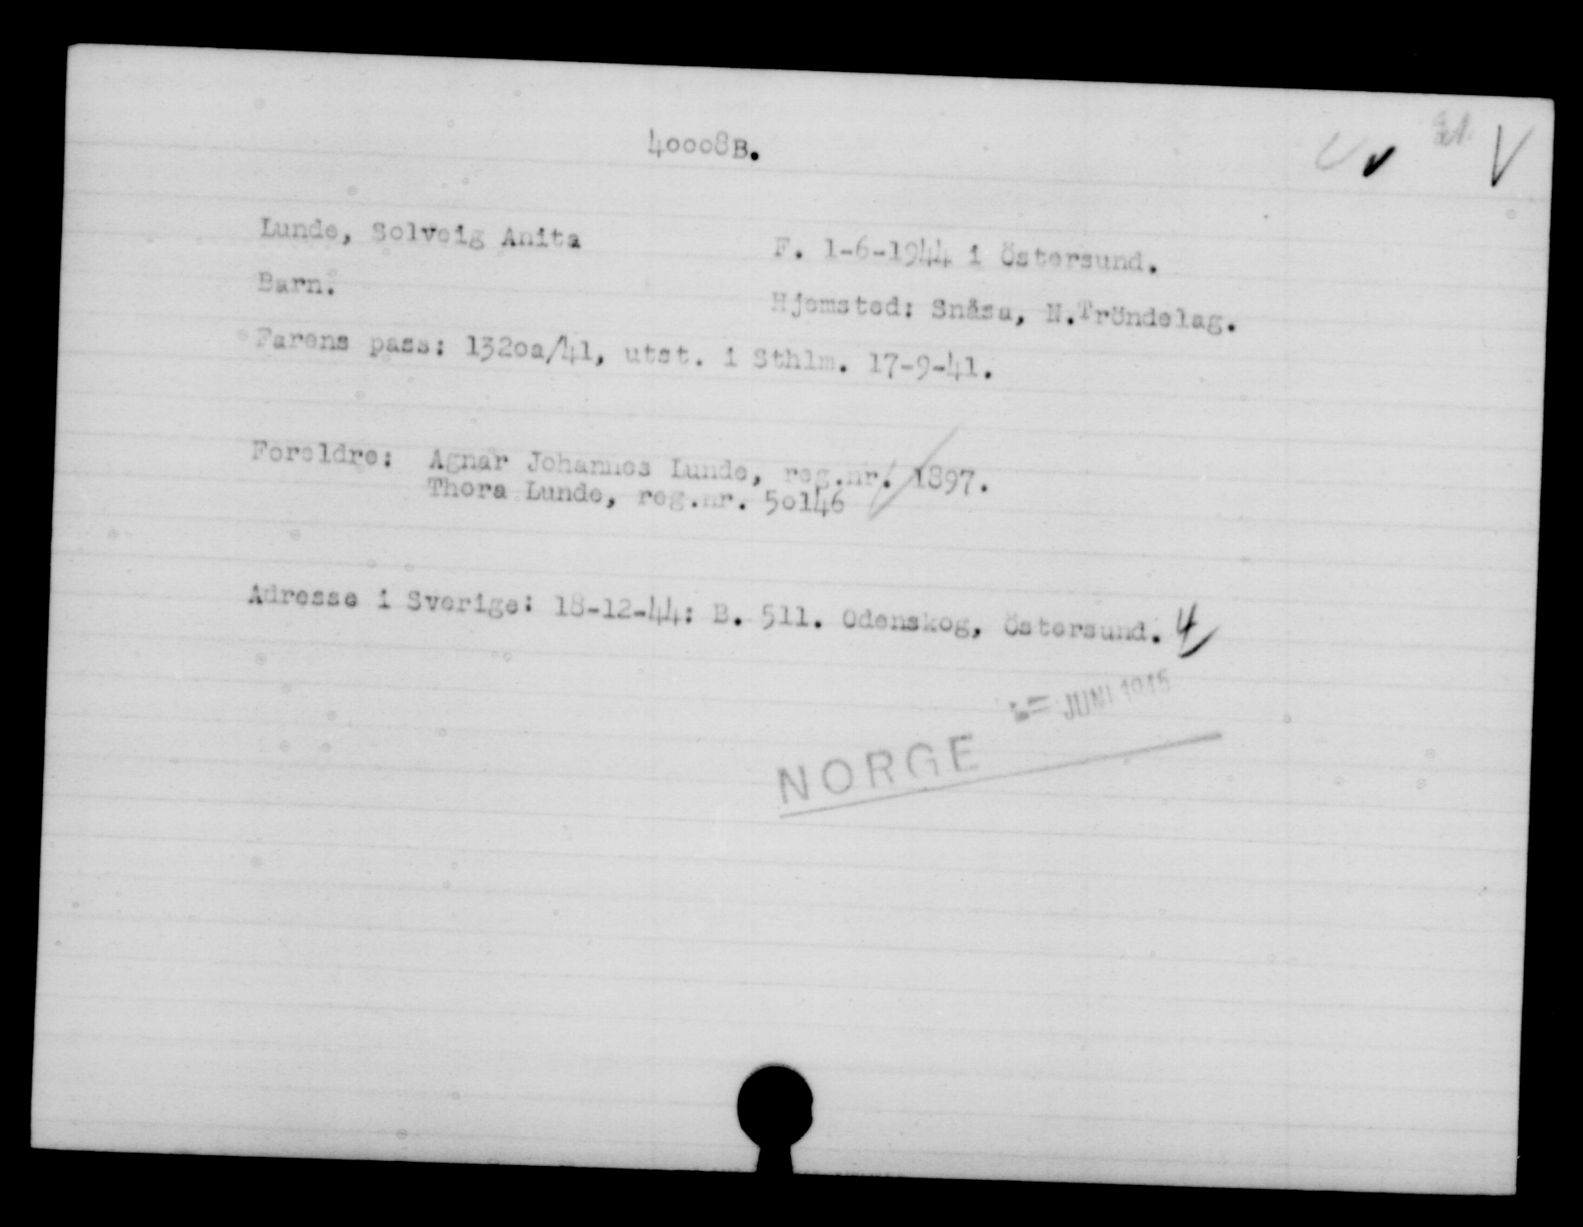 40008B.
Lunde, Solveig Anita
F. 1-6-1944 i Östersund.
Barn.
Hjemsted: Snåsa, N.Tröndelag.
Farens pass: 1320a/41, utst. i Sthlm. 17-9-41.
Foreldre: Agnar Johannes Lunde, reg.nr. 1897.
Thora Lunde, reg.nr. 50146
Adresse i Sverige: 18-12-44: B. 511. Odenskog, Östersund. 4
JUNI 1945
NORGE